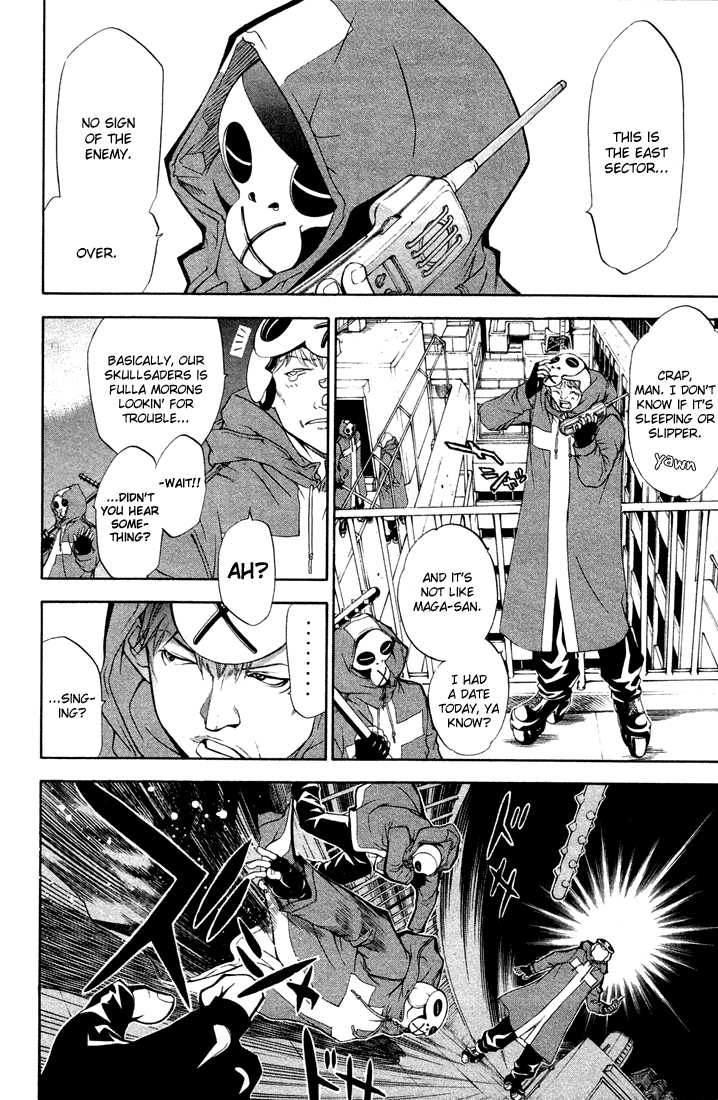 THIS IS
THE EAST
SECTOR...
NO SIGN
OF THE
ENEMY.
OVER.
CRAP,
MAN. I DON'T
KNOW IF IT'S
SLEEPING OR
SLIPPER.
yawn
AND IT'S
NOT LIKE
MAGA-SAN.
I HAD
A DATE
TODAY, YA
KNOW?
BASICALLY, OUR
SKULLSADERS IS
FULLA MORONS
LOOKIN' FOR
TROUBLE...
-WAIT!!
...DIDN'T
YOU HEAR
SOME-
THING?
AH?
......
...SING-
ING?